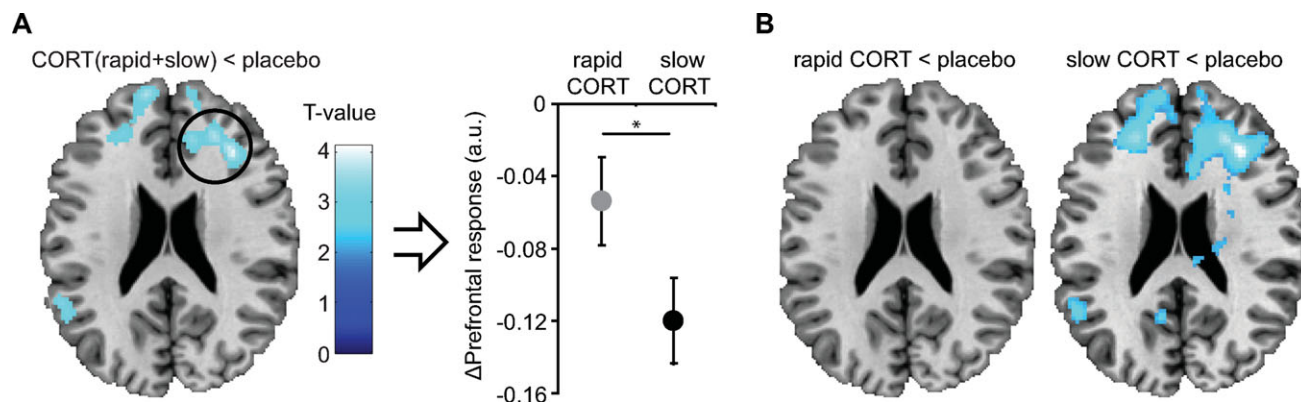 A
CORT(rapid+slow) < placebo
T-value
4
3
2
1
0
rapid
CORT
slow
CORT
0
-0.04
-0.08
-0.12
-0.16
ΔPrefrontal response (a.u.)
*
B
rapid CORT < placebo
slow CORT < placebo